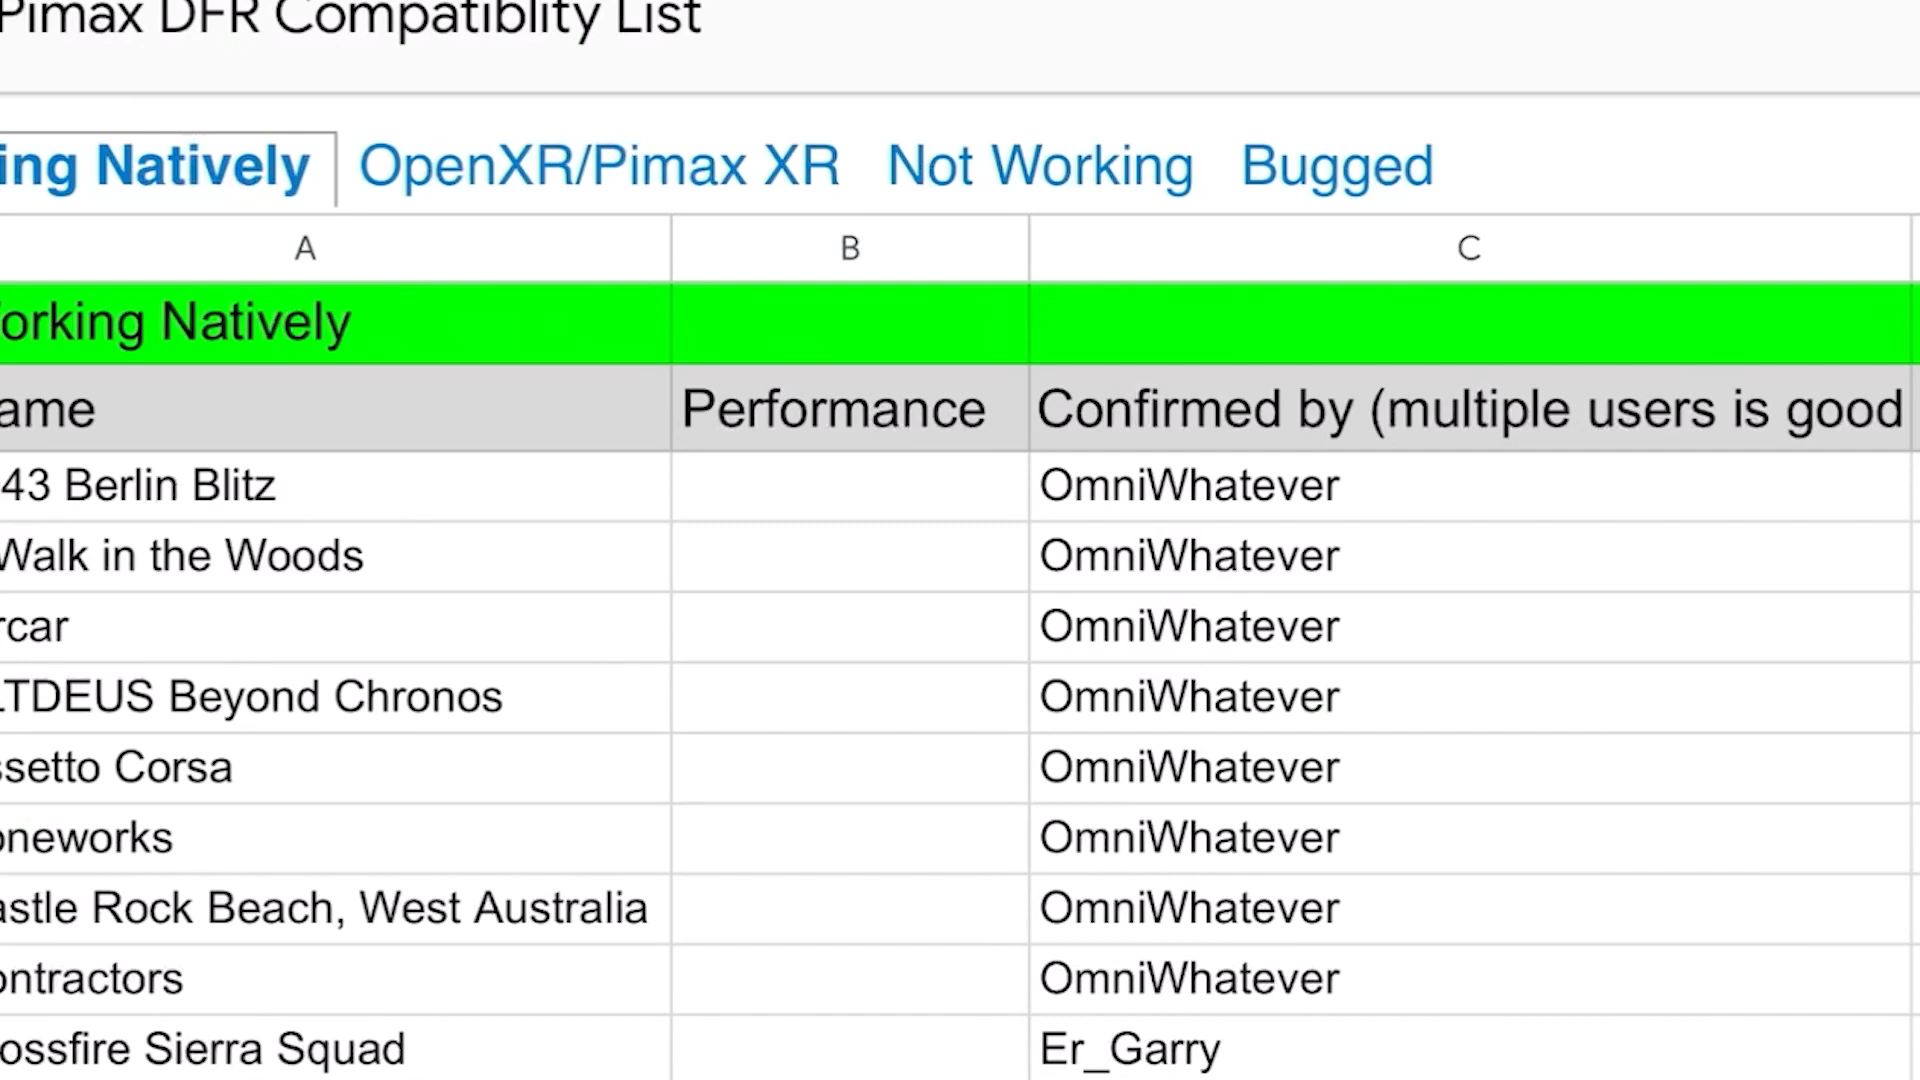 Pimax DFR Compatiblity List
ing Natively OpenXR/Pimax XR Not Working Bugged
A B C
orking Natively
ame Performance Confirmed by (multiple users is good
43 Berlin Blitz OmniWhatever
Walk in the Woods OmniWhatever
rcar OmniWhatever
LTDEUS Beyond Chronos OmniWhatever
ssetto Corsa OmniWhatever
oneworks OmniWhatever
astle Rock Beach, West Australia OmniWhatever
ontractors OmniWhatever
ossfire Sierra Squad Er_Garry